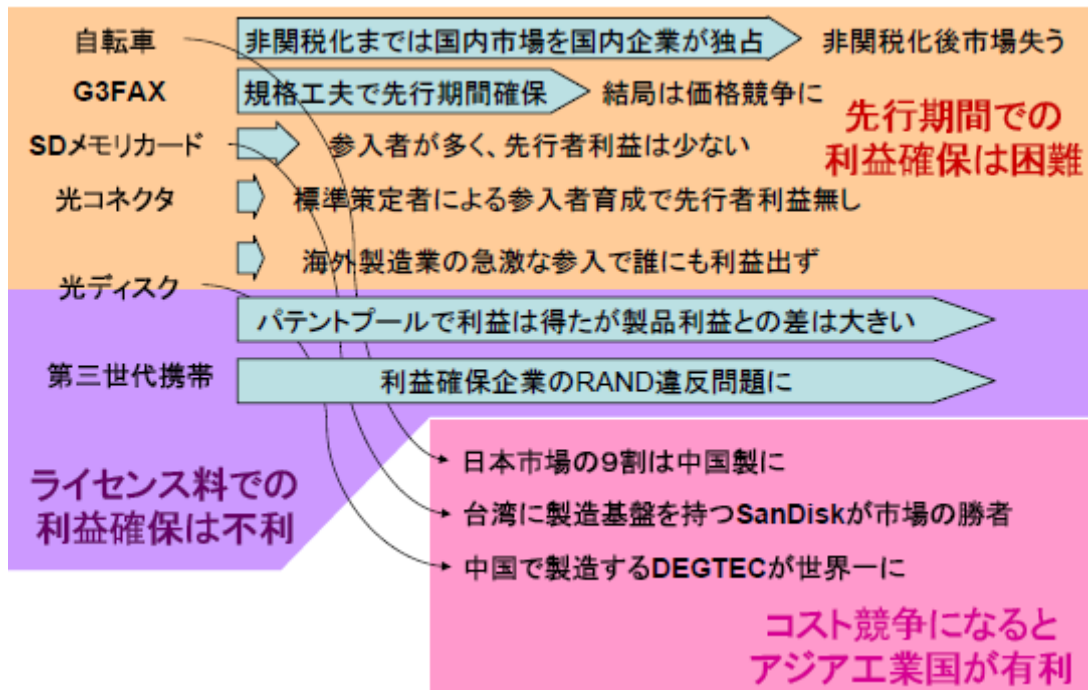 自転車 非関税化までは国内市場を国内企業が独占 非関税化後市場失う
G3FAX 規格工夫で先行期間確保 結局は価格競争に
SDメモリカード 参入者が多く、先行者利益は少ない
先行期間での
利益確保は困難
光コネクタ 標準策定者による参入者育成で先行者利益無し
海外製造業の急激な参入で誰にも利益出ず
光ディスク
パテントプールで利益は得たが製品利益との差は大きい
第三世代携帯 利益確保企業のRAND違反問題に
ライセンス料での
利益確保は不利
日本市場の9割は中国製に
台湾に製造基盤を持つSanDiskが市場の勝者
中国で製造するDEGTECが世界一に
コスト競争になると
アジア工業国が有利